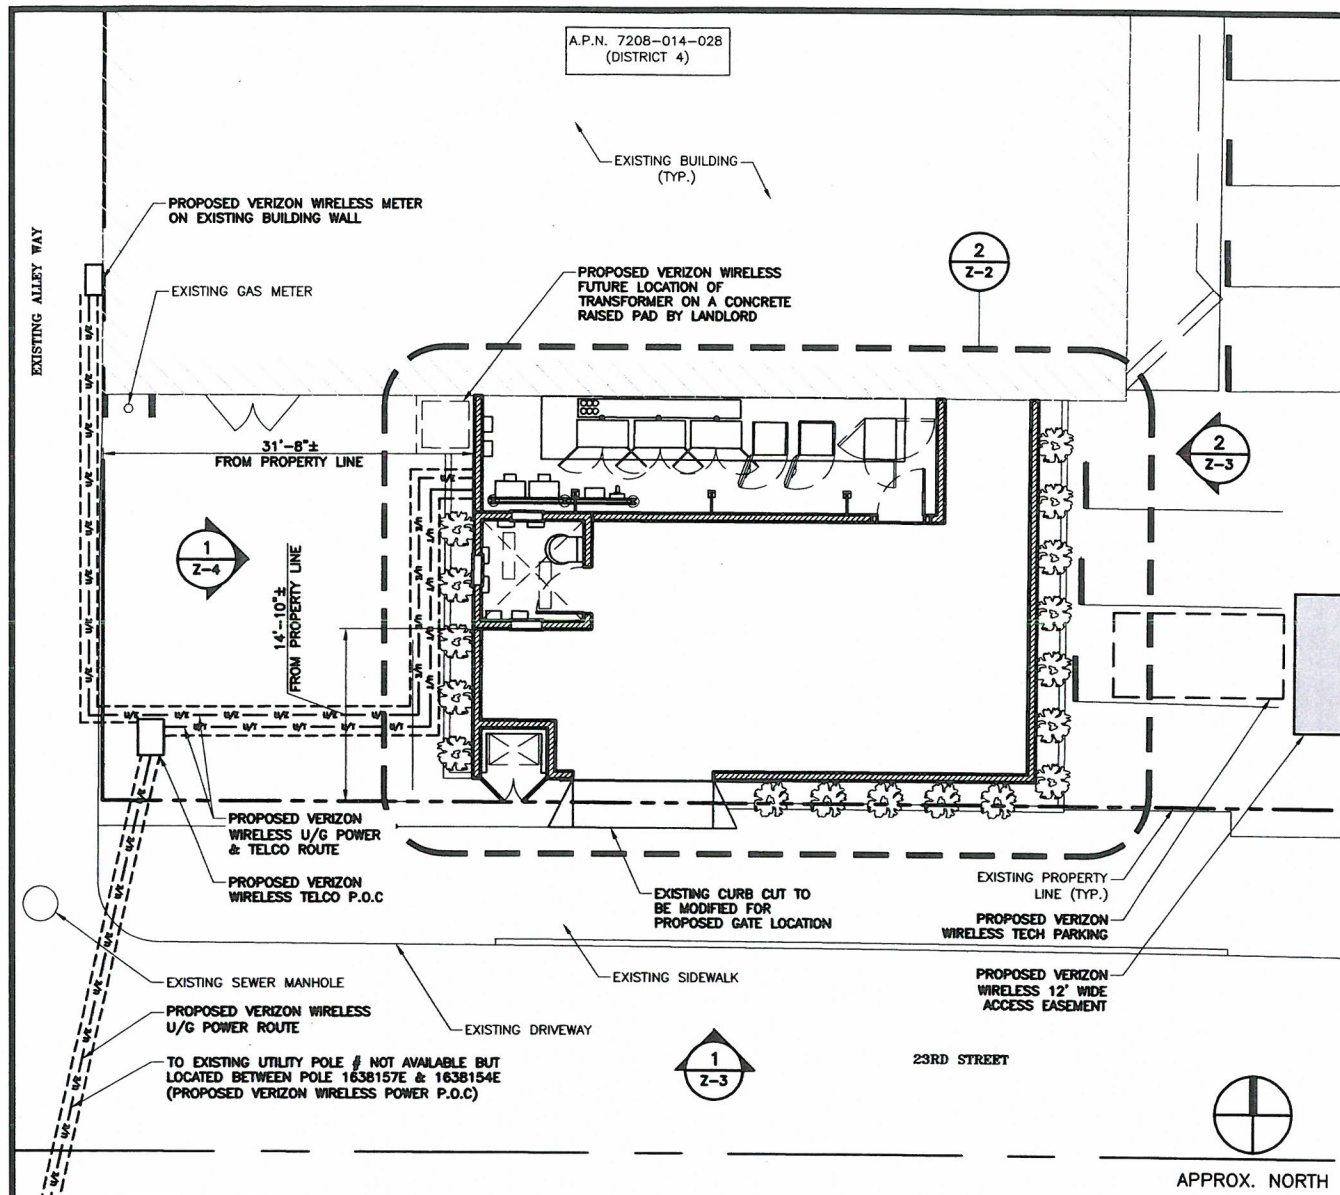 A.P.N. 7208-014-028
(DISTRICT 4)
EXISTING BUILDING
(TYP.)
PROPOSED VERIZON WIRELESS METER
ON EXISTING BUILDING WALL
EXISTING ALLEY WAY
EXISTING GAS METER
PROPOSED VERIZON WIRELESS
FUTURE LOCATION OF
TRANSFORMER ON A CONCRETE
RAISED PAD BY LANDLORD
2
Z-2
31'-8"±
FROM PROPERTY LINE
2
Z-3
1
Z-4
14'-10"±
FROM PROPERTY LINE
PROPOSED VERIZON
WIRELESS U/G POWER
& TELCO ROUTE
PROPOSED VERIZON
WIRELESS TELCO P.O.C
EXISTING CURB CUT TO
BE MODIFIED FOR
PROPOSED GATE LOCATION
EXISTING PROPERTY
LINE (TYP.)
PROPOSED VERIZON
WIRELESS TECH PARKING
PROPOSED VERIZON
WIRELESS 12' WIDE
ACCESS EASEMENT
EXISTING SEWER MANHOLE
EXISTING SIDEWALK
PROPOSED VERIZON WIRELESS
U/G POWER ROUTE
EXISTING DRIVEWAY
TO EXISTING UTILITY POLE # NOT AVAILABLE BUT
LOCATED BETWEEN POLE 1638157E & 1638154E
(PROPOSED VERIZON WIRELESS POWER P.O.C)
1
Z-3
23RD STREET
APPROX. NORTH